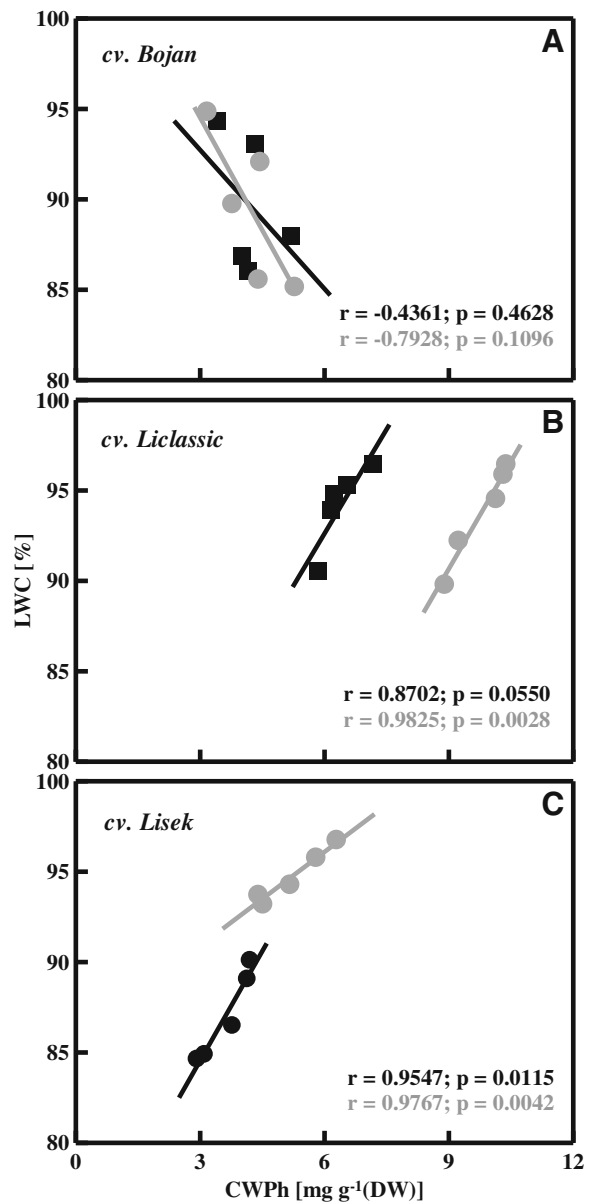 100
cv. Bojan
A
95
90
85
r = -0.4361; p = 0.4628
r = -0.7928; p = 0.1096
80
100
cv. Liclassic
B
95
LWC [%]
90
85
r = 0.8702; p = 0.0550
r = 0.9825; p = 0.0028
80
100
cv. Lisek
C
95
90
85
r = 0.9547; p = 0.0115
r = 0.9767; p = 0.0042
80
0 3 6 9 12
CWPh [mg g⁻¹(DW)]